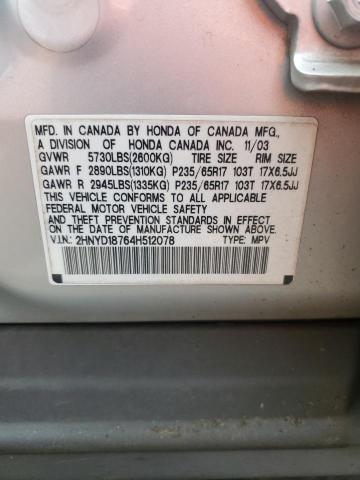 MFD. IN CANADA BY HONDA OF CANADA MFG.,
A DIVISION OF HONDA CANADA INC. 11/03
GVWR 5730LBS(2600KG) TIRE SIZE RIM SIZE
GAWR F 2890LBS(1310KG) P235/65R17 103T 17X6.5JJ
GAWR R 2945LBS(1335KG) P235/65R17 103T 17X6.5JJ
THIS VEHICLE CONFORMS TO ALL APPLICABLE
FEDERAL MOTOR VEHICLE SAFETY AND
THEFT PREVENTION STANDARDS IN EFFECT ON
THE DATE OF MANUFACTURE SHOWN ABOVE.
V.I.N.: 2HNYD18764H512078 TYPE: MPV